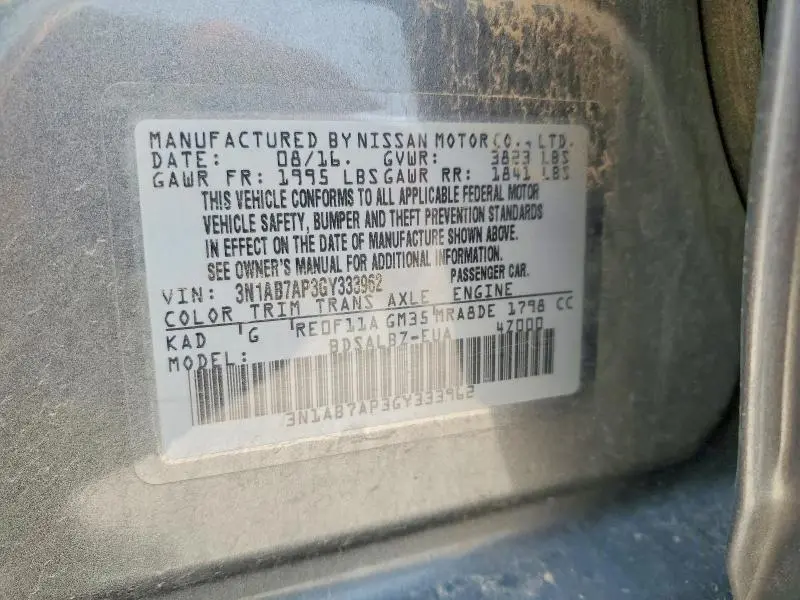 MANUFACTURED BY NISSAN MOTOR CO., LTD.
DATE: 08/16. GVWR: 3823 LBS
GAWR FR: 1995 LBS GAWR RR: 1841 LBS
THIS VEHICLE CONFORMS TO ALL APPLICABLE FEDERAL MOTOR
VEHICLE SAFETY, BUMPER AND THEFT PREVENTION STANDARDS
IN EFFECT ON THE DATE OF MANUFACTURE SHOWN ABOVE.
SEE OWNER'S MANUAL FOR ADDITIONAL INFORMATION.
VIN: 3N1AB7AP3GY333962 PASSENGER CAR.
COLOR TRIM TRANS AXLE ENGINE
KAD G RE0F11A GM35 MRA8DE 1798 CC
MODEL: BDSALB7-EUA 4Z000
3N1AB7AP3GY333962